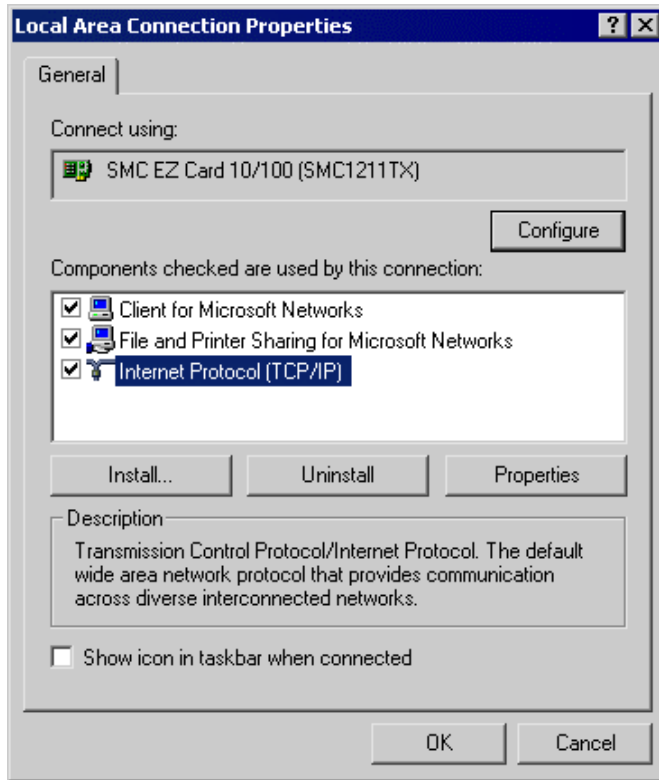 Local Area Connection Properties
General
Connect using:
SMC EZ Card 10/100 (SMC1211TX)
Configure
Components checked are used by this connection:
Client for Microsoft Networks
File and Printer Sharing for Microsoft Networks
Internet Protocol (TCP/IP)
Install... Uninstall Properties
Description
Transmission Control Protocol/Internet Protocol. The default
wide area network protocol that provides communication
across diverse interconnected networks.
Show icon in taskbar when connected
OK Cancel